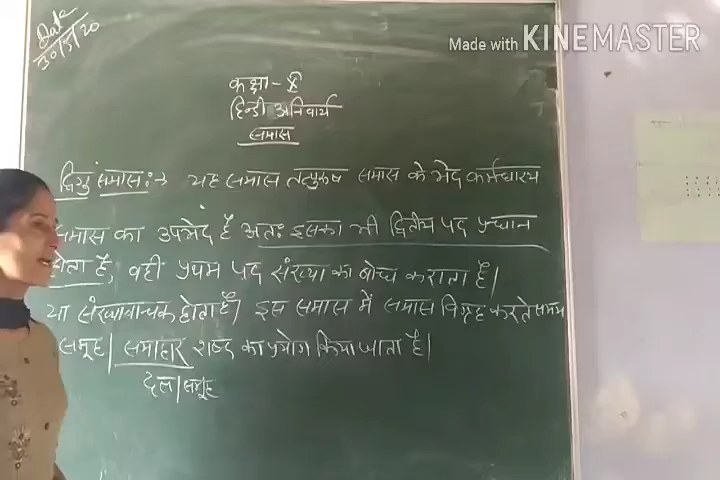 Date
30/5/20
Made with KINEMASTER
कक्षा - 8
हिन्दी अनिवार्य
समास
द्विगु समास :→ यह समास तत्पुरुष समास के भेद कर्मधारय
समास का उपभेद है अतः इसका भी द्वितीय पद प्रधान
होता है, वहीं प्रथम पद संख्या का बोध कराता है।
या संख्यावाचक होता है। इस समास में समास विग्रह करते समय
समूह / समाहार शब्द का प्रयोग किया जाता है।
दल/समूह